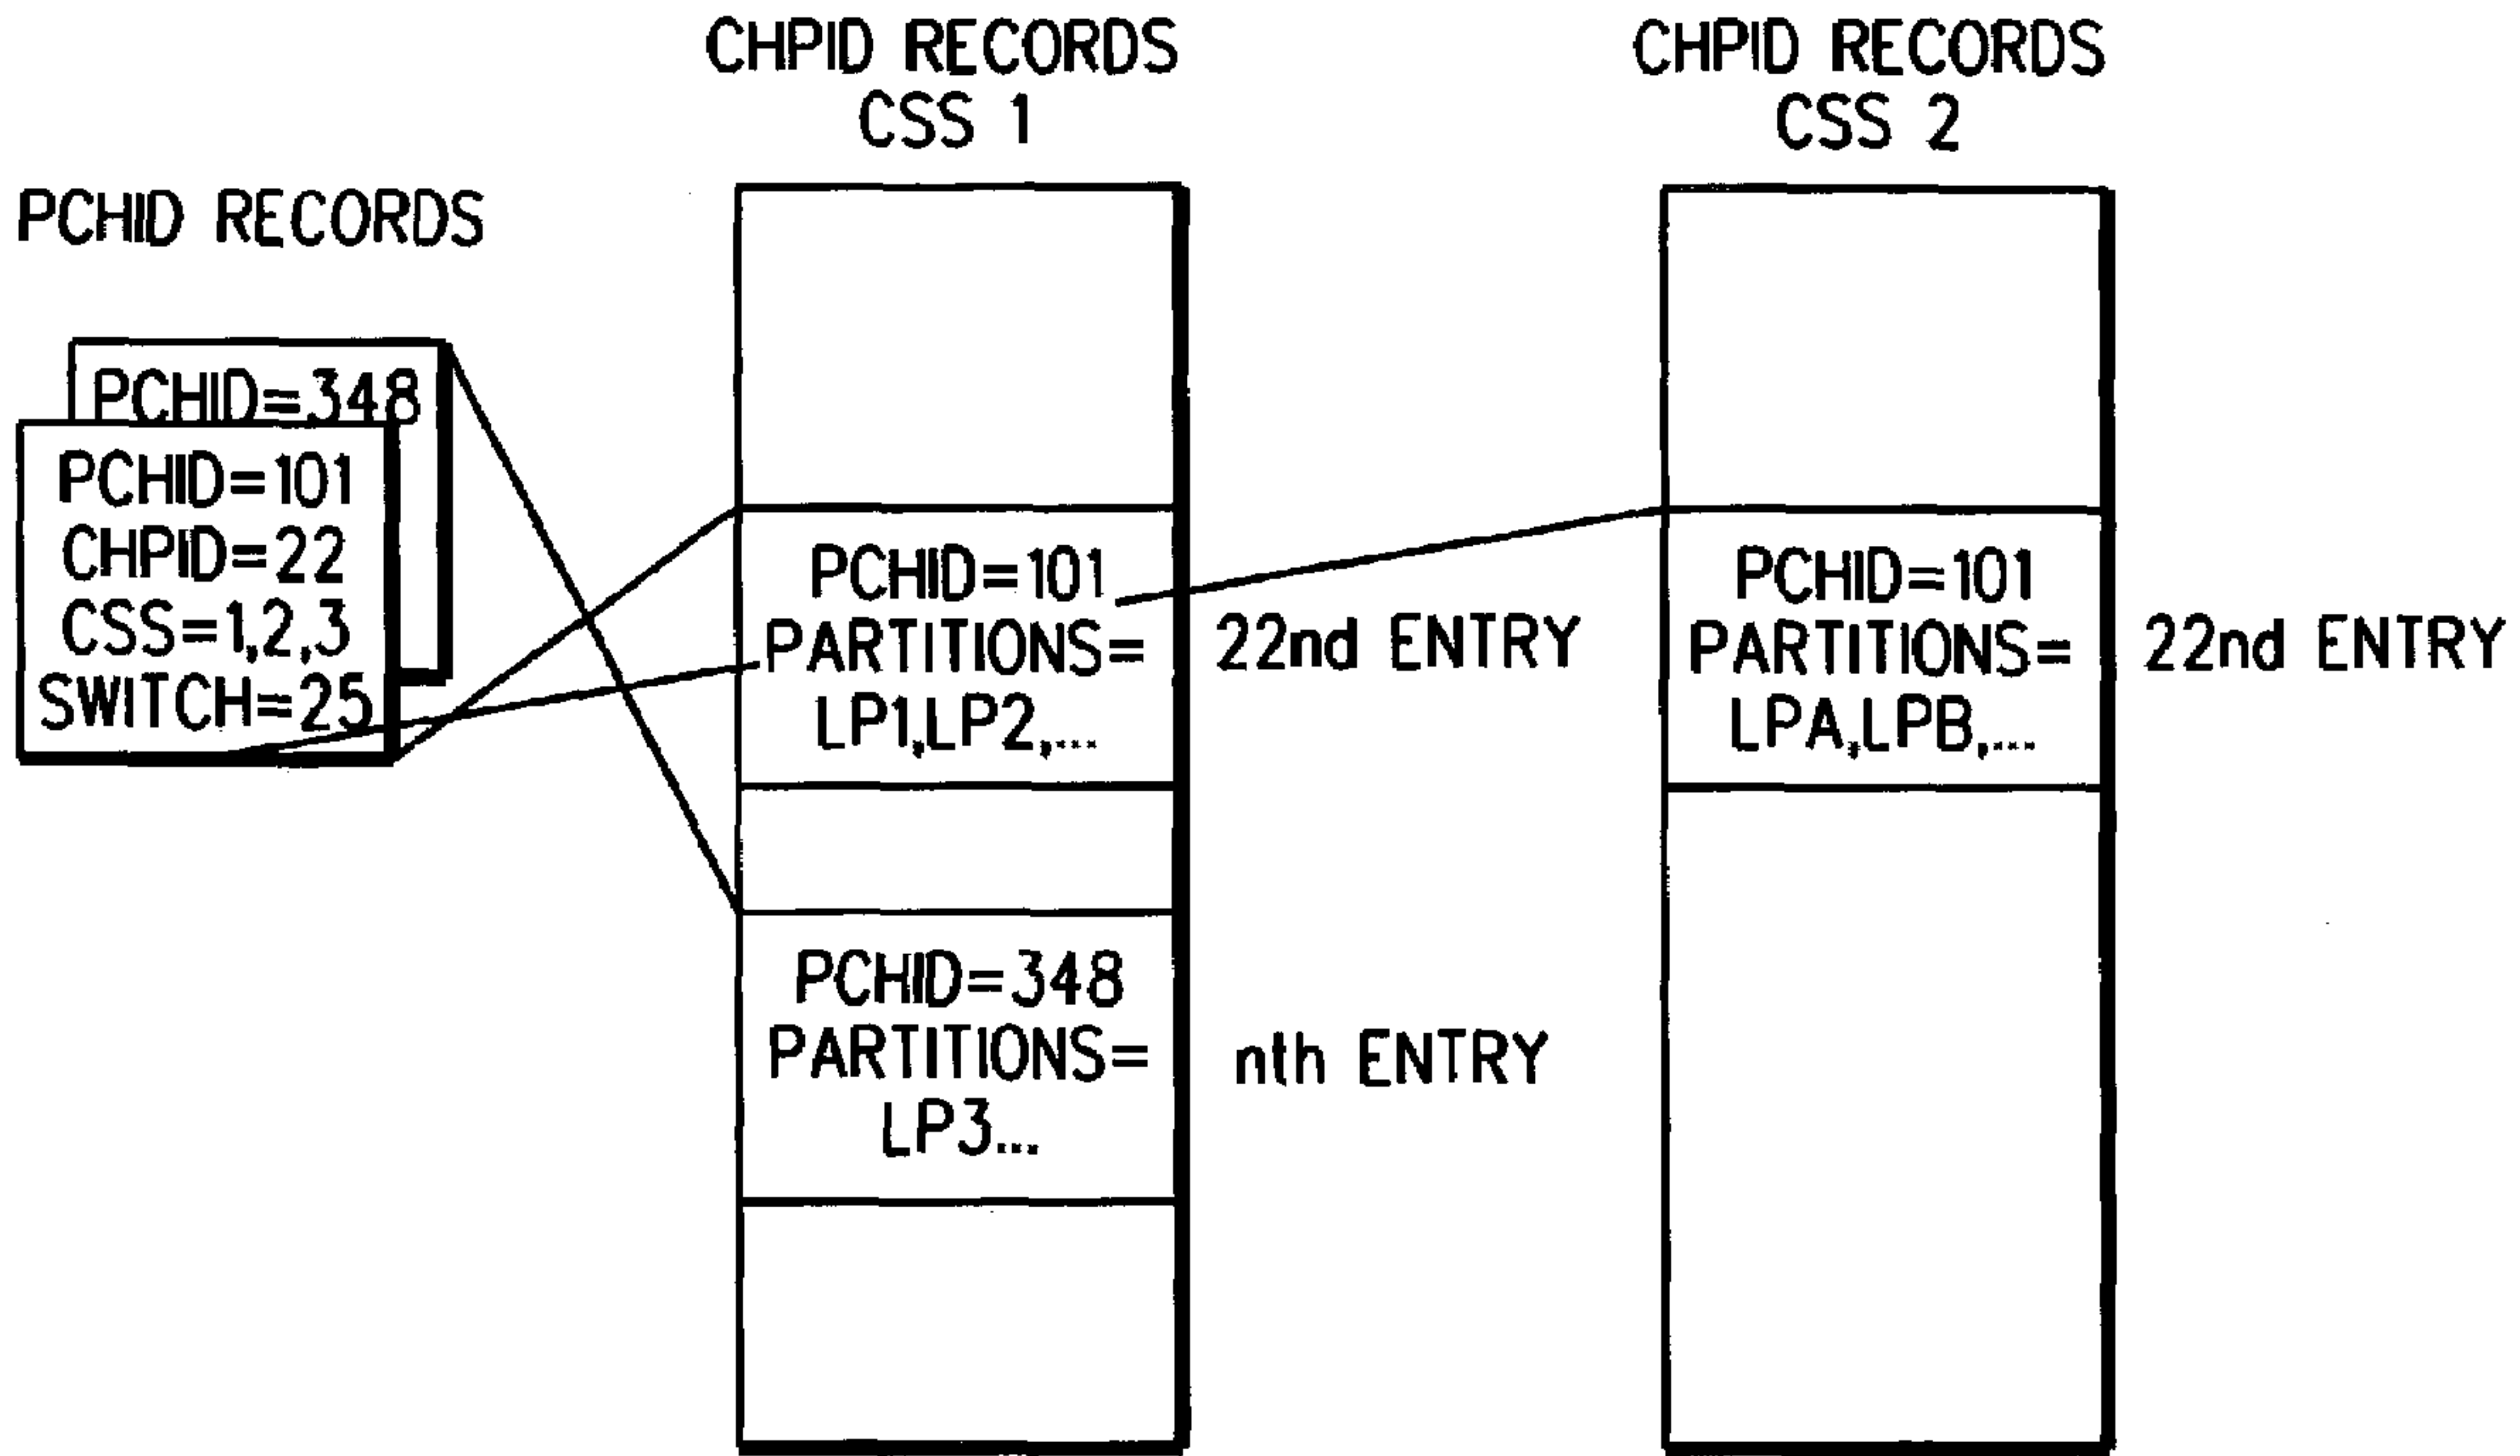 CHPID RECORDS
CSS 1
CHPID RECORDS
CSS 2
PCHID RECORDS
PCHID=348
PCHID=101
CHPID=22
CSS=1,2,3
SWITCH=25
PCHID=101
PARTITIONS=
LP1,LP2,...
22nd ENTRY
PCHID=348
PARTITIONS=
LP3...
nth ENTRY
PCHID=101
PARTITIONS=
LPA,LPB,...
22nd ENTRY